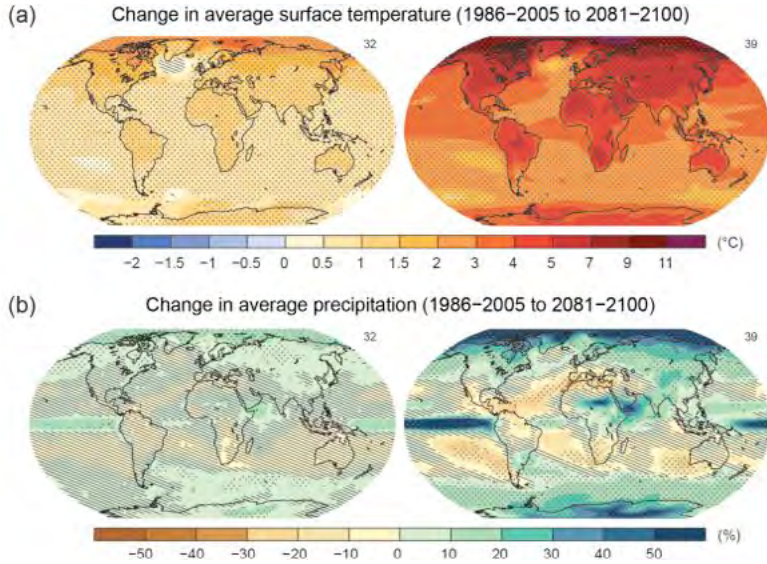 (a) Change in average surface temperature (1986−2005 to 2081−2100)
32
39
−2 −1.5 −1 −0.5 0 0.5 1 1.5 2 3 4 5 7 9 11 (°C)
(b) Change in average precipitation (1986−2005 to 2081−2100)
32
39
−50 −40 −30 −20 −10 0 10 20 30 40 50 (%)